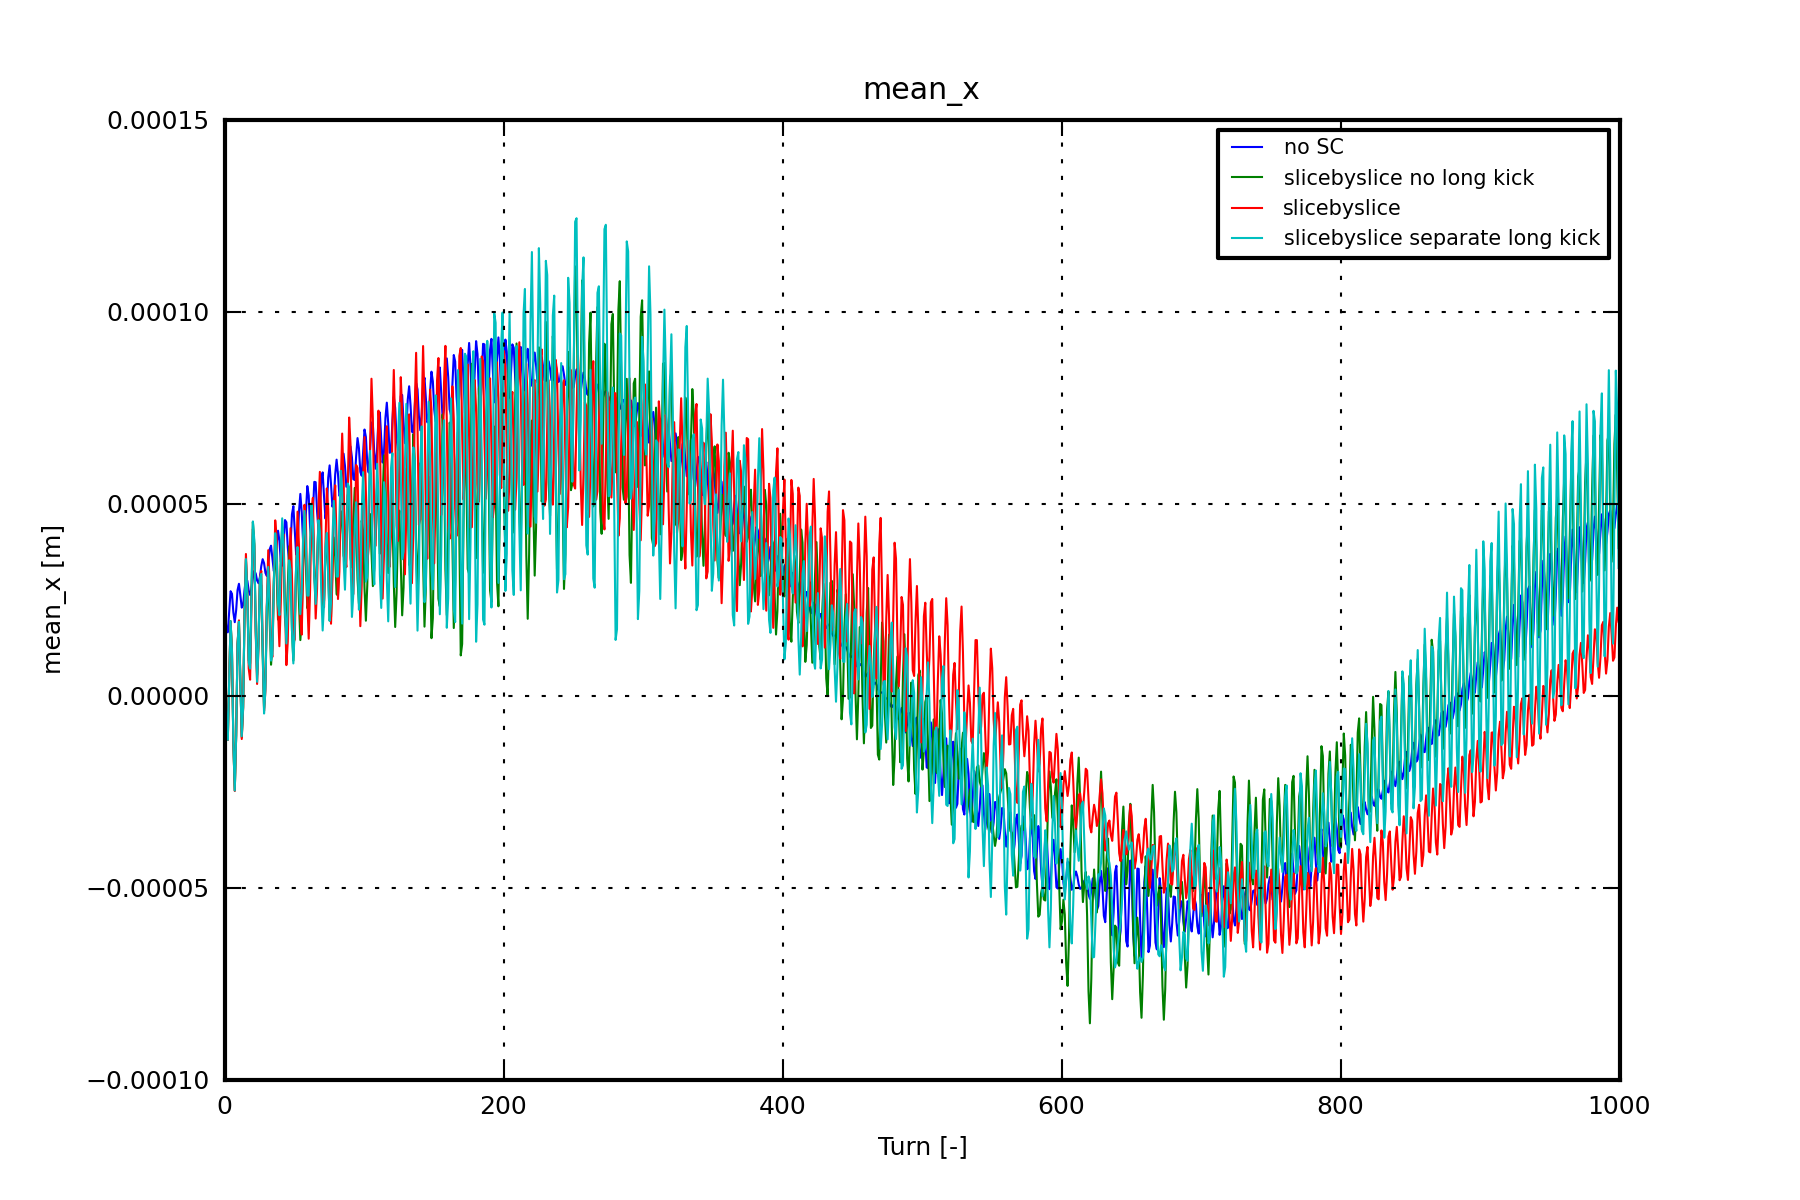 mean_x
0.00015
0.00010
0.00005
0.00000
−0.00005
−0.00010
mean_x [m]
no SC
slicebyslice no long kick
slicebyslice
slicebyslice separate long kick
0 200 400 600 800 1000
Turn [-]